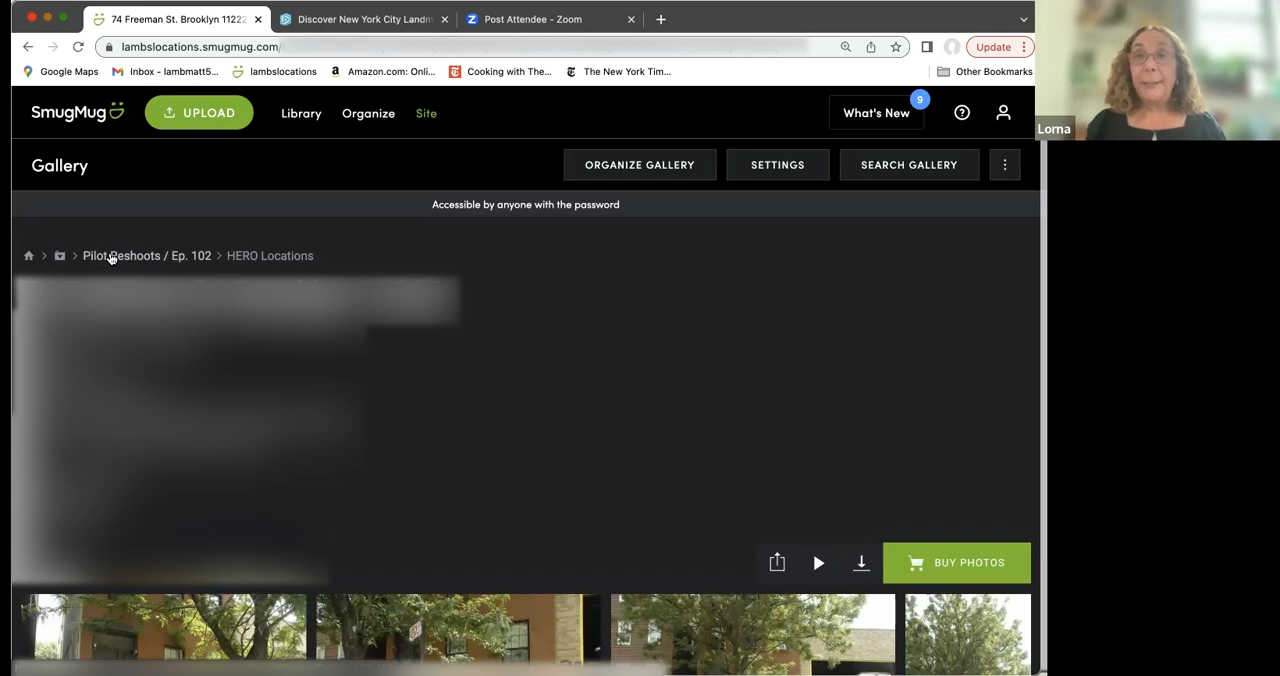 74 Freeman St. Brooklyn 11222
Discover New York City Landm
Post Attendee - Zoom
lambslocations.smugmug.com/
Update
Google Maps
Inbox - lambmatt5...
lambslocations
Amazon.com: Onli...
Cooking with The...
The New York Tim...
Other Bookmarks
SmugMug
UPLOAD
Library
Organize
Site
What's New
9
Lorna
Gallery
ORGANIZE GALLERY
SETTINGS
SEARCH GALLERY
Accessible by anyone with the password
Pilot Reshoots / Ep. 102 > HERO Locations
BUY PHOTOS